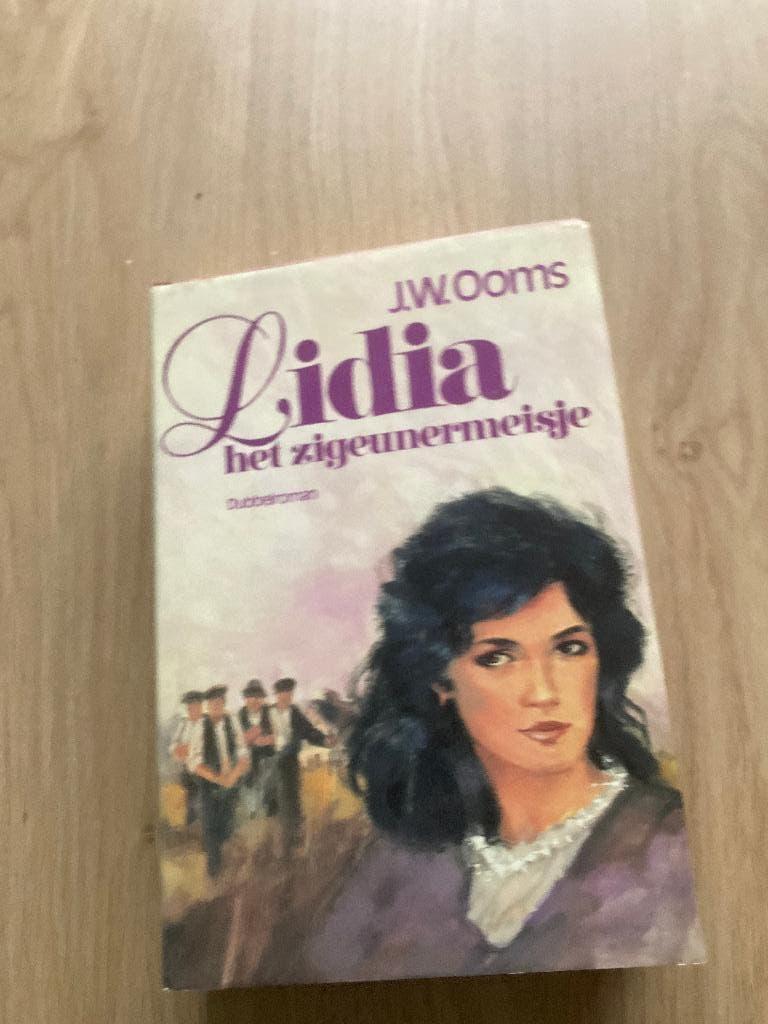 J.W. Ooms
Lidia
het zigeunermeisje
Dubbelroman